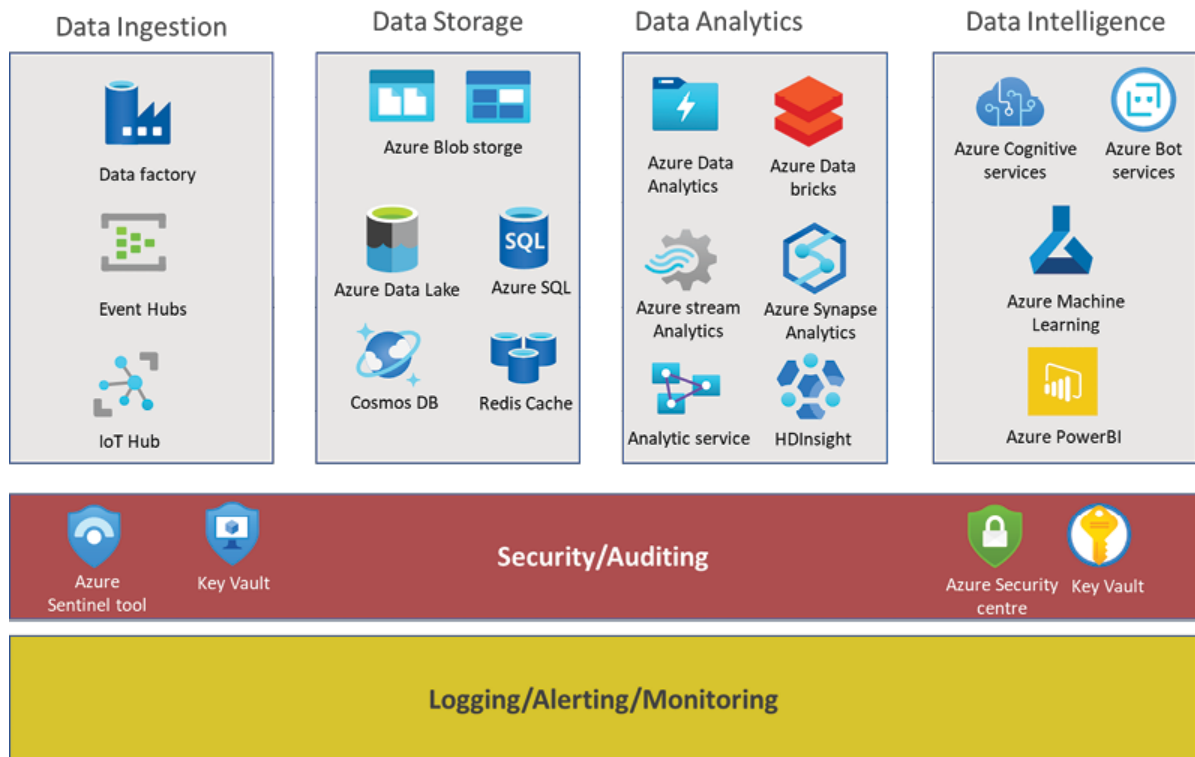 Data Ingestion
Data Storage
Data Analytics
Data Intelligence
Data factory
Event Hubs
IoT Hub
Azure Blob storge
Azure Data Lake
SQL
Azure SQL
Cosmos DB
Redis Cache
Azure Data
Analytics
Azure Data
bricks
Azure stream
Analytics
Azure Synapse
Analytics
Analytic service
HDInsight
Azure Cognitive
services
Azure Bot
services
Azure Machine
Learning
Azure PowerBI
Azure
Sentinel tool
Key Vault
Security/Auditing
Azure Security
centre
Key Vault
Logging/Alerting/Monitoring